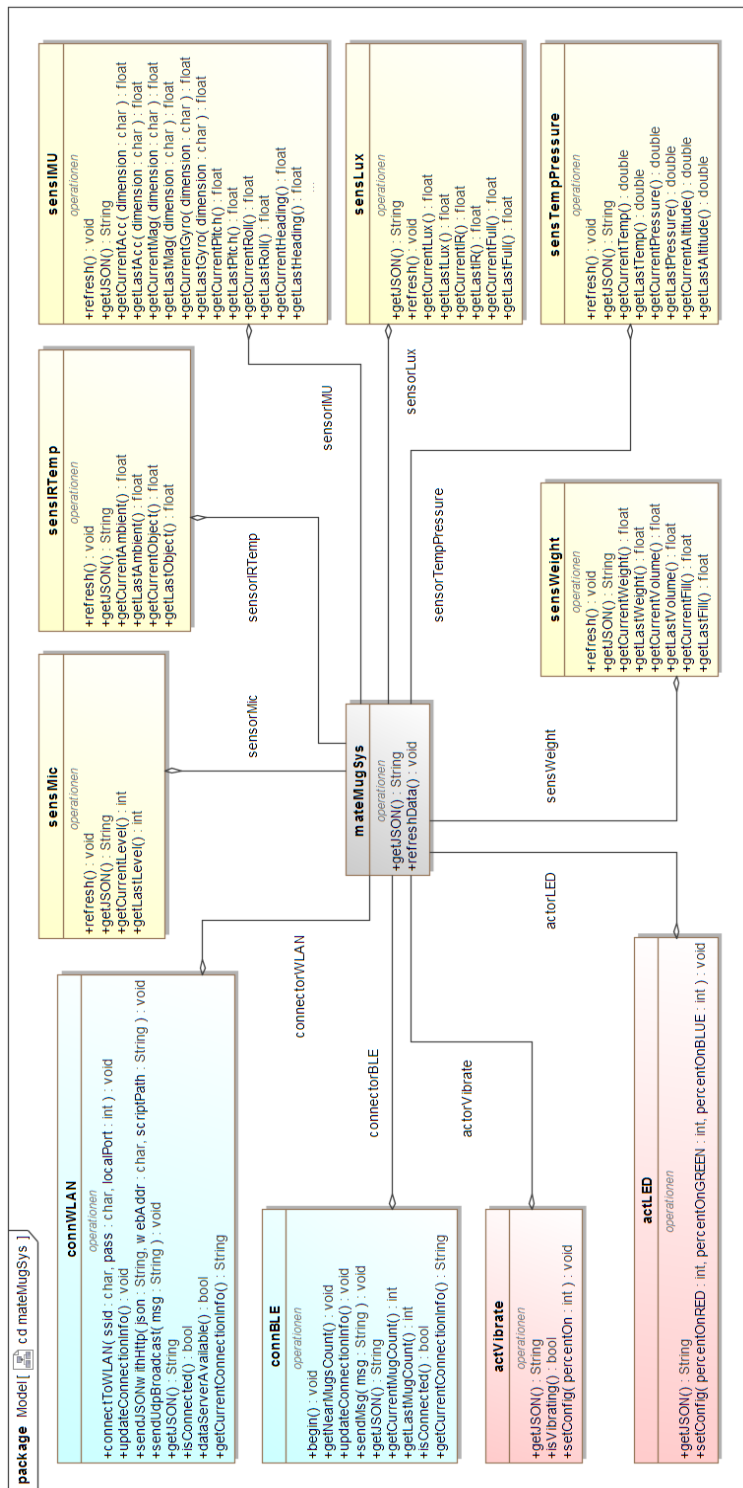 package Model [ cd mateMugSys ]
connWLAN
operationen
+connectToWLAN( ssid : char, pass : char, localPort : int ) : void
+updateConnectionInfo() : void
+sendJSONwithHttp( json : String, webAddr : char, scriptPath : String ) : void
+sendUdpBroadcast( msg : String ) : void
+getJSON() : String
+isConnected() : bool
+dataServerAvailable() : bool
+getCurrentConnectionInfo() : String
sensMic
operationen
+refresh() : void
+getJSON() : String
+getCurrentLevel() : int
+getLastLevel() : int
sensIRTemp
operationen
+refresh() : void
+getJSON() : String
+getCurrentAmbient() : float
+getLastAmbient() : float
+getCurrentObject() : float
+getLastObject() : float
sensIMU
operationen
+refresh() : void
+getJSON() : String
+getCurrentAcc( dimension : char ) : float
+getLastAcc( dimension : char ) : float
+getCurrentMag( dimension : char ) : float
+getLastMag( dimension : char ) : float
+getCurrentGyro( dimension : char ) : float
+getLastGyro( dimension : char ) : float
+getCurrentPitch() : float
+getLastPitch() : float
+getCurrentRoll() : float
+getLastRoll() : float
+getCurrentHeading() : float
+getLastHeading() : float
...
connectorWLAN
sensorMic
sensorIRTemp
sensorIMU
connBLE
operationen
+begin() : void
+getNearMugsCount() : void
+updateConnectionInfo() : void
+sendMsg( msg : String ) : void
+getJSON() : String
+getCurrentMugCount() : int
+getLastMugCount() : int
+isConnected() : bool
+getCurrentConnectionInfo() : String
connectorBLE
mateMugSys
operationen
+getJSON() : String
+refreshData() : void
sensorLux
sensLux
operationen
+getJSON() : String
+refresh() : void
+getCurrentLux() : float
+getLastLux() : float
+getCurrentIR() : float
+getLastIR() : float
+getCurrentFull() : float
+getLastFull() : float
actVibrate
operationen
+getJSON() : String
+isVibrating() : bool
+setConfig( percentOn : int ) : void
actorVibrate
sensorTempPressure
actLED
operationen
+getJSON() : String
+setConfig( percentonRED : int, percentOnGREEN : int, percentOnBLUE : int ) : void
actorLED
sensWeight
sensWeight
operationen
+refresh() : void
+getJSON() : String
+getCurrentWeight() : float
+getLastWeight() : float
+getCurrentVolume() : float
+getLastVolume() : float
+getCurrentFill() : float
+getLastFill() : float
sensTempPressure
operationen
+refresh() : void
+getJSON() : String
+getCurrentTemp() : double
+getLastTemp() : double
+getCurrentPressure() : double
+getLastPressure() : double
+getCurrentAltitude() : double
+getLastAltitude() : double